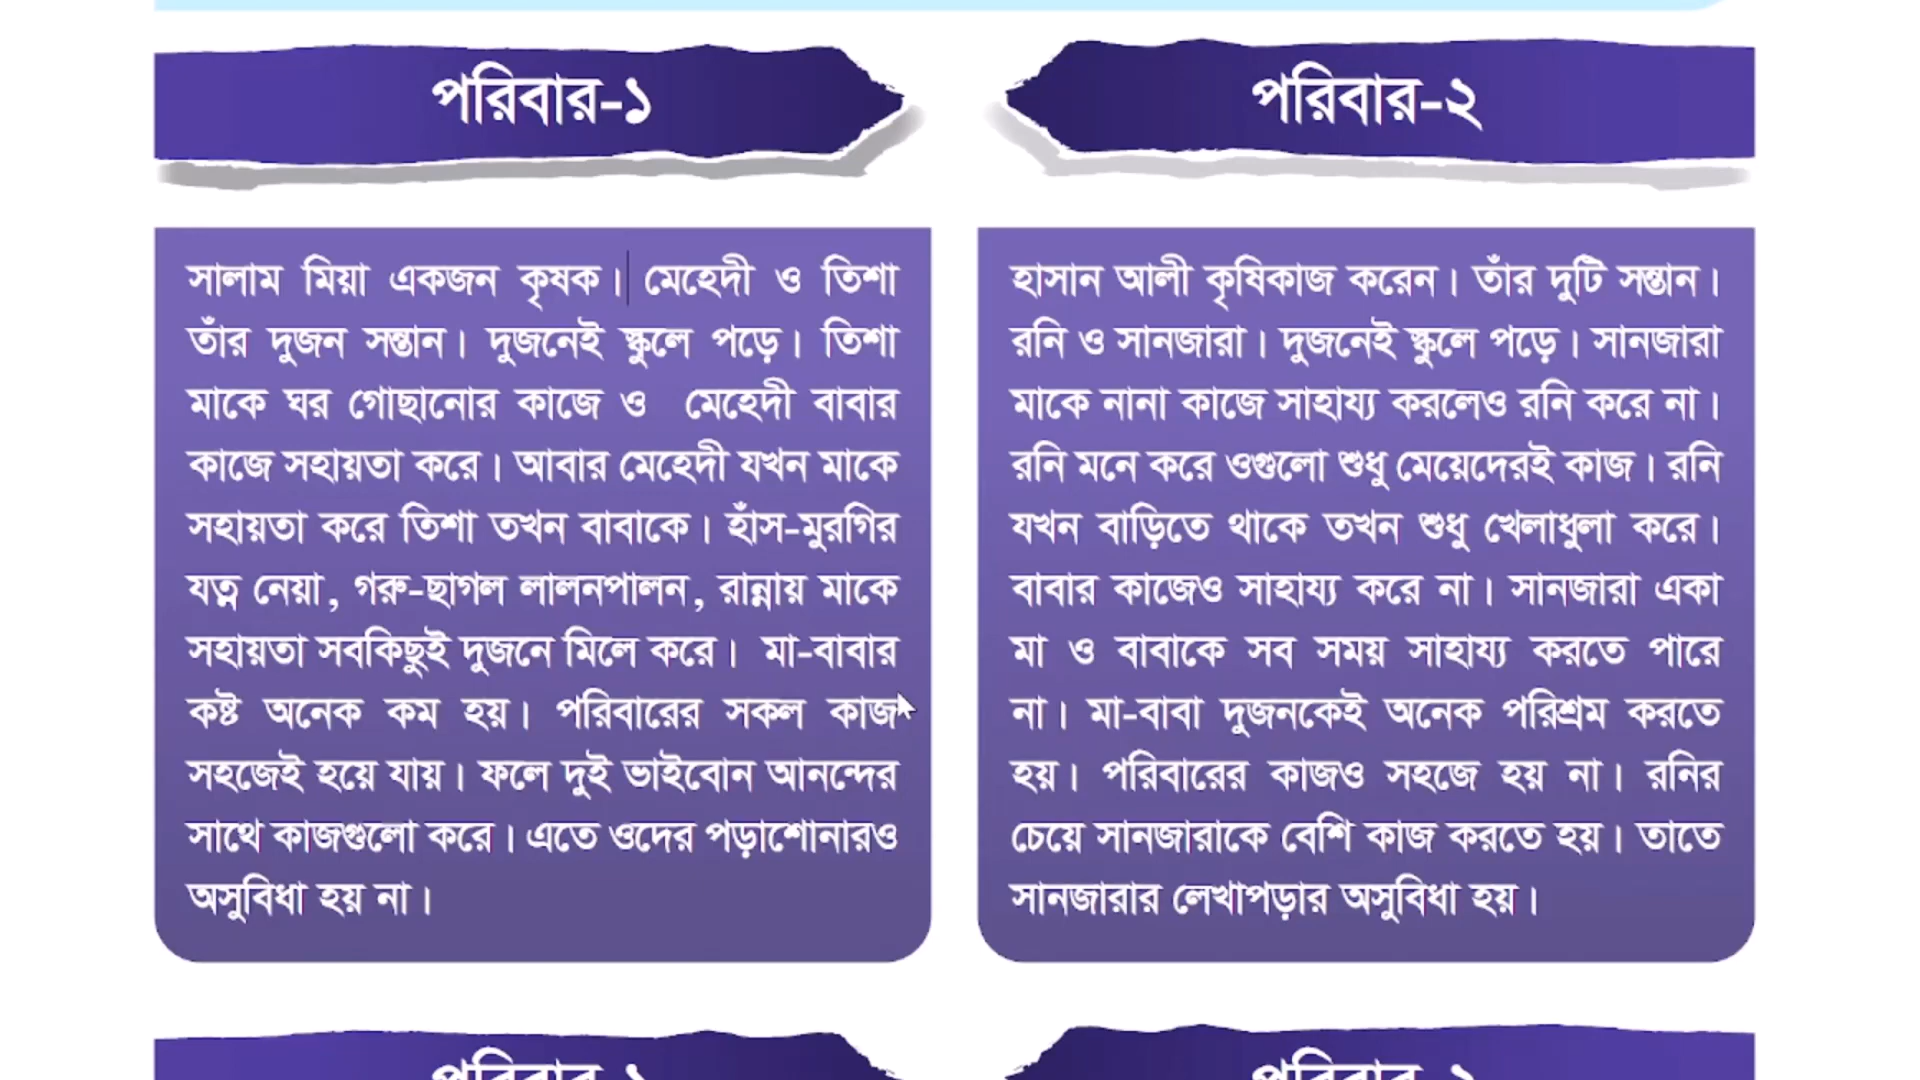 পরিবার-১
সালাম মিয়া একজন কৃষক। মেহেদী ও তিশা
তাঁর দুজন সন্তান। দুজনেই স্কুলে পড়ে। তিশা
মাকে ঘর গোছানোর কাজে ও মেহেদী বাবার
কাজে সহায়তা করে। আবার মেহেদী যখন মাকে
সহায়তা করে তিশা তখন বাবাকে। হাঁস-মুরগির
যত্ন নেয়া, গরু-ছাগল লালনপালন, রান্নায় মাকে
সহায়তা সবকিছুই দুজনে মিলে করে। মা-বাবার
কষ্ট অনেক কম হয়। পরিবারের সকল কাজ
সহজেই হয়ে যায়। ফলে দুই ভাইবোন আনন্দের
সাথে কাজগুলো করে। এতে ওদের পড়াশোনারও
অসুবিধা হয় না।
পরিবার-২
হাসান আলী কৃষিকাজ করেন। তাঁর দুটি সন্তান।
রনি ও সানজারা। দুজনেই স্কুলে পড়ে। সানজারা
মাকে নানা কাজে সাহায্য করলেও রনি করে না।
রনি মনে করে ওগুলো শুধু মেয়েদেরই কাজ। রনি
যখন বাড়িতে থাকে তখন শুধু খেলাধুলা করে।
বাবার কাজেও সাহায্য করে না। সানজারা একা
মা ও বাবাকে সব সময় সাহায্য করতে পারে
না। মা-বাবা দুজনকেই অনেক পরিশ্রম করতে
হয়। পরিবারের কাজও সহজে হয় না। রনির
চেয়ে সানজারাকে বেশি কাজ করতে হয়। তাতে
সানজারার লেখাপড়ার অসুবিধা হয়।
পরিবার-১
পরিবার-২